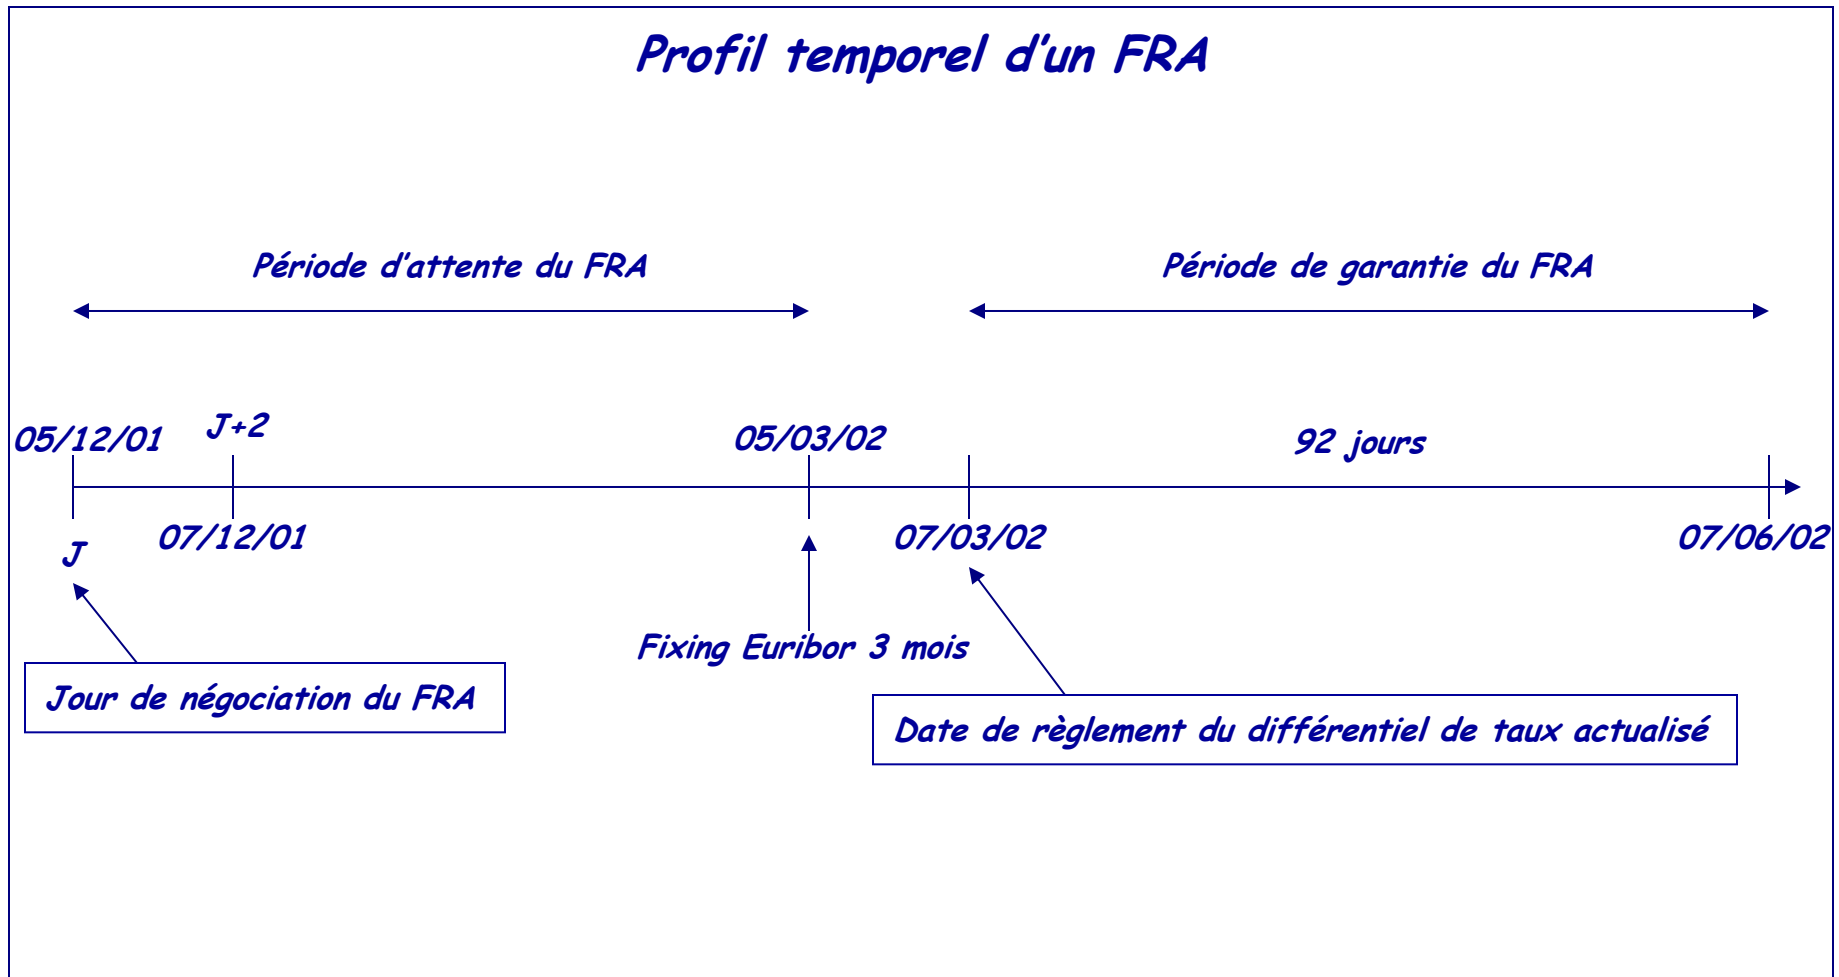 Profil temporel d'un FRA
Période d'attente du FRA
Période de garantie du FRA
05/12/01
J+2
05/03/02
92 jours
J
07/12/01
07/03/02
07/06/02
Fixing Euribor 3 mois
Jour de négociation du FRA
Date de règlement du différentiel de taux actualisé